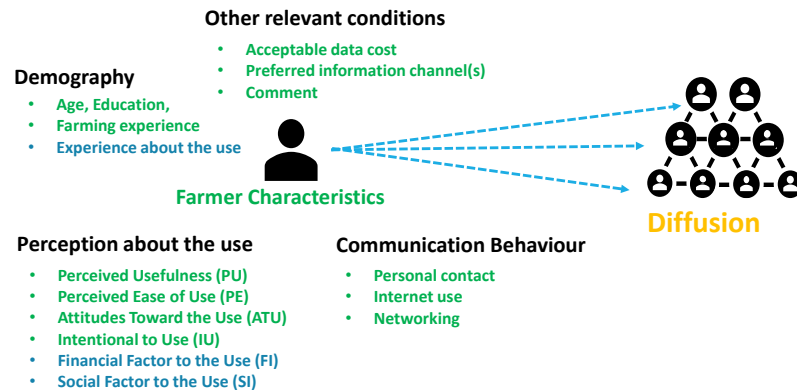 Other relevant conditions
• Acceptable data cost
• Preferred information channel(s)
• Comment
Demography
• Age, Education,
• Farming experience
• Experience about the use
Farmer Characteristics
Diffusion
Perception about the use
• Perceived Usefulness (PU)
• Perceived Ease of Use (PE)
• Attitudes Toward the Use (ATU)
• Intentional to Use (IU)
• Financial Factor to the Use (FI)
• Social Factor to the Use (SI)
Communication Behaviour
• Personal contact
• Internet use
• Networking